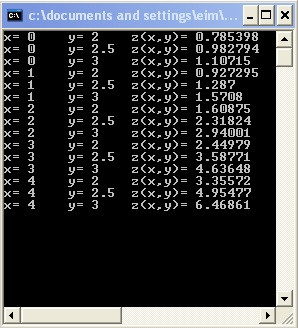 c:\documents and settings\eim\...
x= 0 y= 2 z(x,y)= 0.785398
x= 0 y= 2.5 z(x,y)= 0.982794
x= 0 y= 3 z(x,y)= 1.10715
x= 1 y= 2 z(x,y)= 0.927295
x= 1 y= 2.5 z(x,y)= 1.287
x= 1 y= 3 z(x,y)= 1.5708
x= 2 y= 2 z(x,y)= 1.60875
x= 2 y= 2.5 z(x,y)= 2.31824
x= 2 y= 3 z(x,y)= 2.94001
x= 3 y= 2 z(x,y)= 2.44979
x= 3 y= 2.5 z(x,y)= 3.58771
x= 3 y= 3 z(x,y)= 4.63648
x= 4 y= 2 z(x,y)= 3.35572
x= 4 y= 2.5 z(x,y)= 4.95477
x= 4 y= 3 z(x,y)= 6.46861